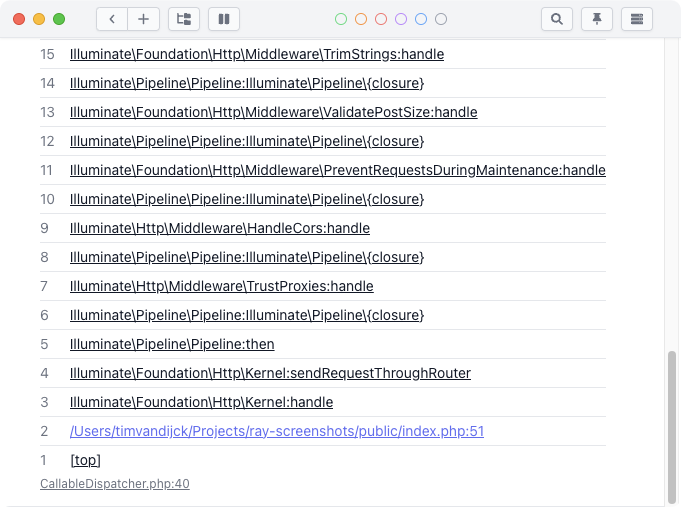 15 Illuminate\Foundation\Http\Middleware\TrimStrings:handle
14 Illuminate\Pipeline\Pipeline:Illuminate\Pipeline\{closure}
13 Illuminate\Foundation\Http\Middleware\ValidatePostSize:handle
12 Illuminate\Pipeline\Pipeline:Illuminate\Pipeline\{closure}
11 Illuminate\Foundation\Http\Middleware\PreventRequestsDuringMaintenance:handle
10 Illuminate\Pipeline\Pipeline:Illuminate\Pipeline\{closure}
9 Illuminate\Http\Middleware\HandleCors:handle
8 Illuminate\Pipeline\Pipeline:Illuminate\Pipeline\{closure}
7 Illuminate\Http\Middleware\TrustProxies:handle
6 Illuminate\Pipeline\Pipeline:Illuminate\Pipeline\{closure}
5 Illuminate\Pipeline\Pipeline:then
4 Illuminate\Foundation\Http\Kernel:sendRequestThroughRouter
3 Illuminate\Foundation\Http\Kernel:handle
2 /Users/timvandijck/Projects/ray-screenshots/public/index.php:51
1 [top]
CallableDispatcher.php:40